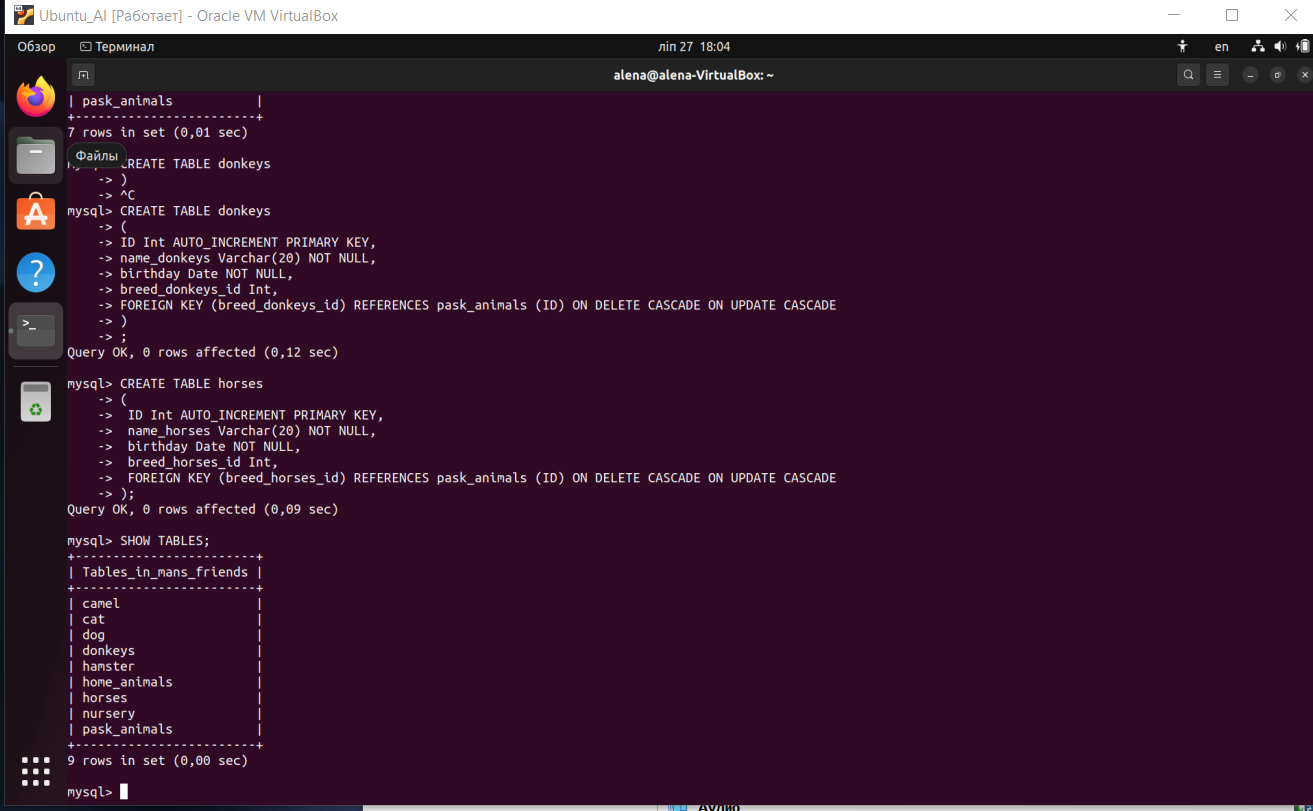 Ubuntu_AI [Работает] - Oracle VM VirtualBox
Обзор Терминал ліп 27 18:04 en
alena@alena-VirtualBox: ~
| pask_animals |
+------------------------+
7 rows in set (0,01 sec)
Файлы
CREATE TABLE donkeys
-> )
-> ^C
mysql> CREATE TABLE donkeys
-> (
-> ID Int AUTO_INCREMENT PRIMARY KEY,
-> name_donkeys Varchar(20) NOT NULL,
-> birthday Date NOT NULL,
-> breed_donkeys_id Int,
-> FOREIGN KEY (breed_donkeys_id) REFERENCES pask_animals (ID) ON DELETE CASCADE ON UPDATE CASCADE
-> )
-> ;
Query OK, 0 rows affected (0,12 sec)
mysql> CREATE TABLE horses
-> (
-> ID Int AUTO_INCREMENT PRIMARY KEY,
-> name_horses Varchar(20) NOT NULL,
-> birthday Date NOT NULL,
-> breed_horses_id Int,
-> FOREIGN KEY (breed_horses_id) REFERENCES pask_animals (ID) ON DELETE CASCADE ON UPDATE CASCADE
-> );
Query OK, 0 rows affected (0,09 sec)
mysql> SHOW TABLES;
+------------------------+
| Tables_in_mans_friends |
+------------------------+
| camel |
| cat |
| dog |
| donkeys |
| hamster |
| home_animals |
| horses |
| nursery |
| pask_animals |
+------------------------+
9 rows in set (0,00 sec)
mysql>
Аудио